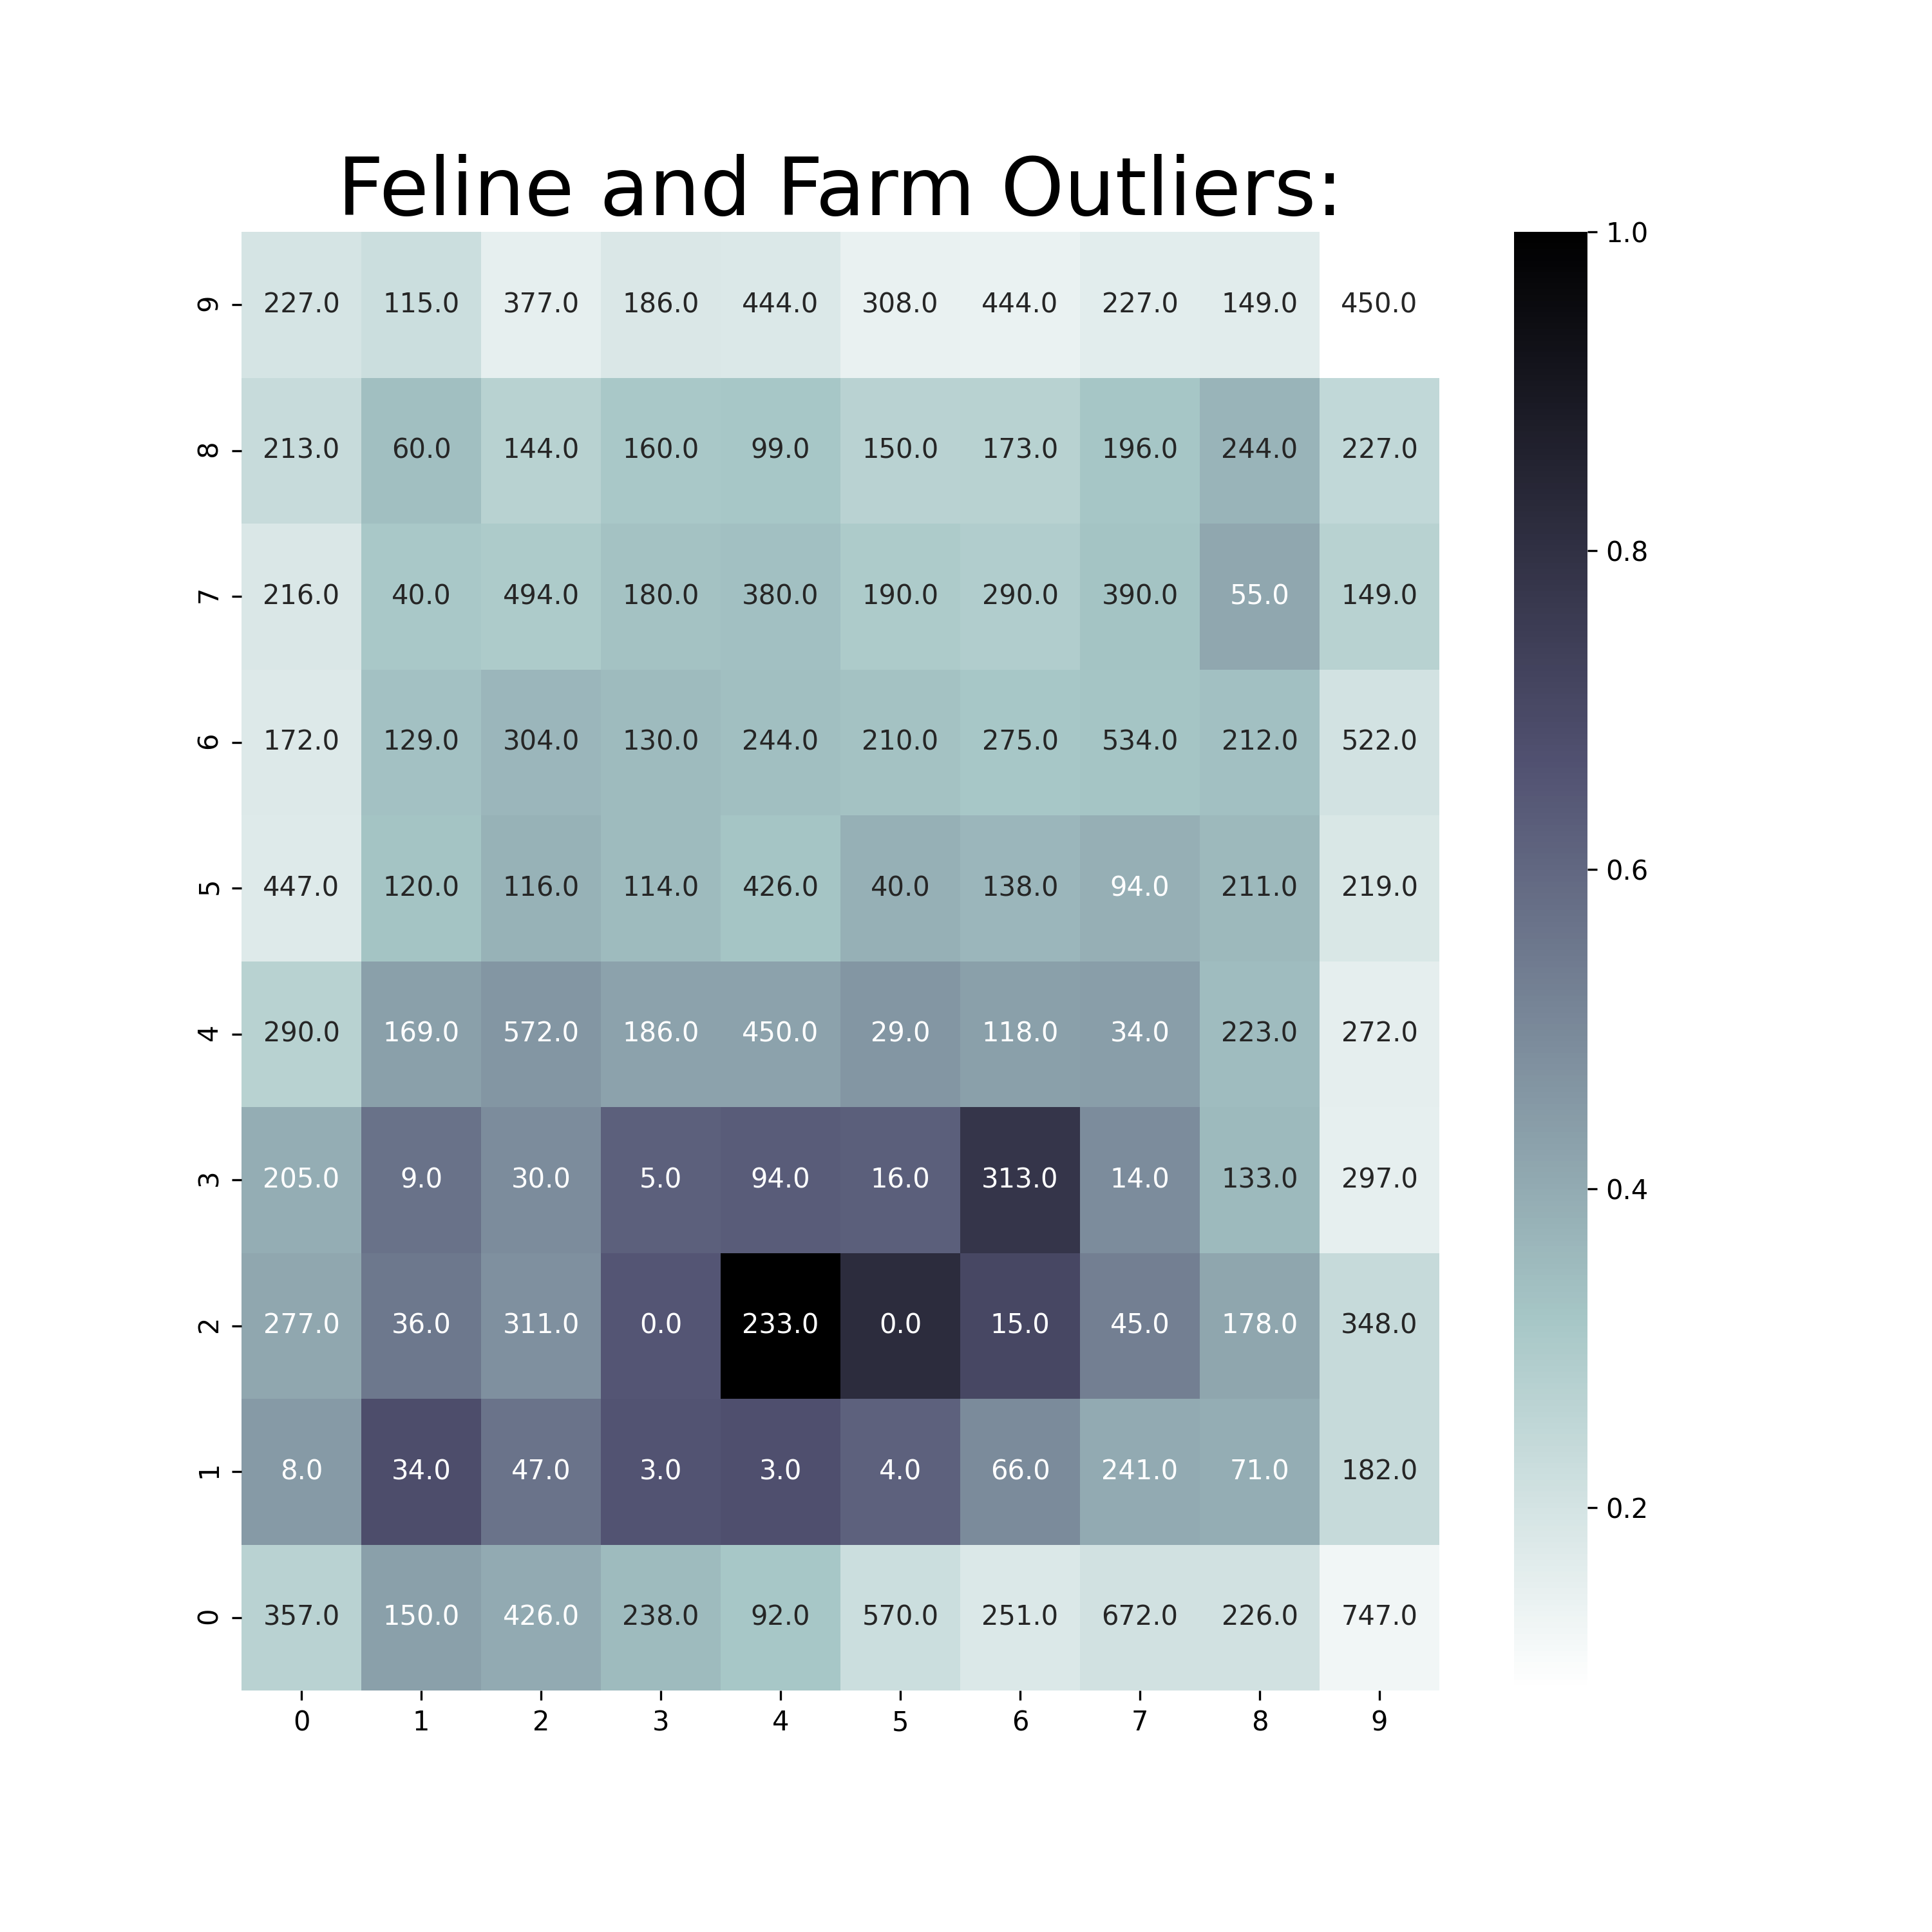 Feline and Farm Outliers:
1.0
9 227.0 115.0 377.0 186.0 444.0 308.0 444.0 227.0 149.0 450.0
8 213.0 60.0 144.0 160.0 99.0 150.0 173.0 196.0 244.0 227.0
0.8
7 216.0 40.0 494.0 180.0 380.0 190.0 290.0 390.0 55.0 149.0
6 172.0 129.0 304.0 130.0 244.0 210.0 275.0 534.0 212.0 522.0
0.6
5 447.0 120.0 116.0 114.0 426.0 40.0 138.0 94.0 211.0 219.0
4 290.0 169.0 572.0 186.0 450.0 29.0 118.0 34.0 223.0 272.0
3 205.0 9.0 30.0 5.0 94.0 16.0 313.0 14.0 133.0 297.0
0.4
2 277.0 36.0 311.0 0.0 233.0 0.0 15.0 45.0 178.0 348.0
1 8.0 34.0 47.0 3.0 3.0 4.0 66.0 241.0 71.0 182.0
0.2
0 357.0 150.0 426.0 238.0 92.0 570.0 251.0 672.0 226.0 747.0
0 1 2 3 4 5 6 7 8 9